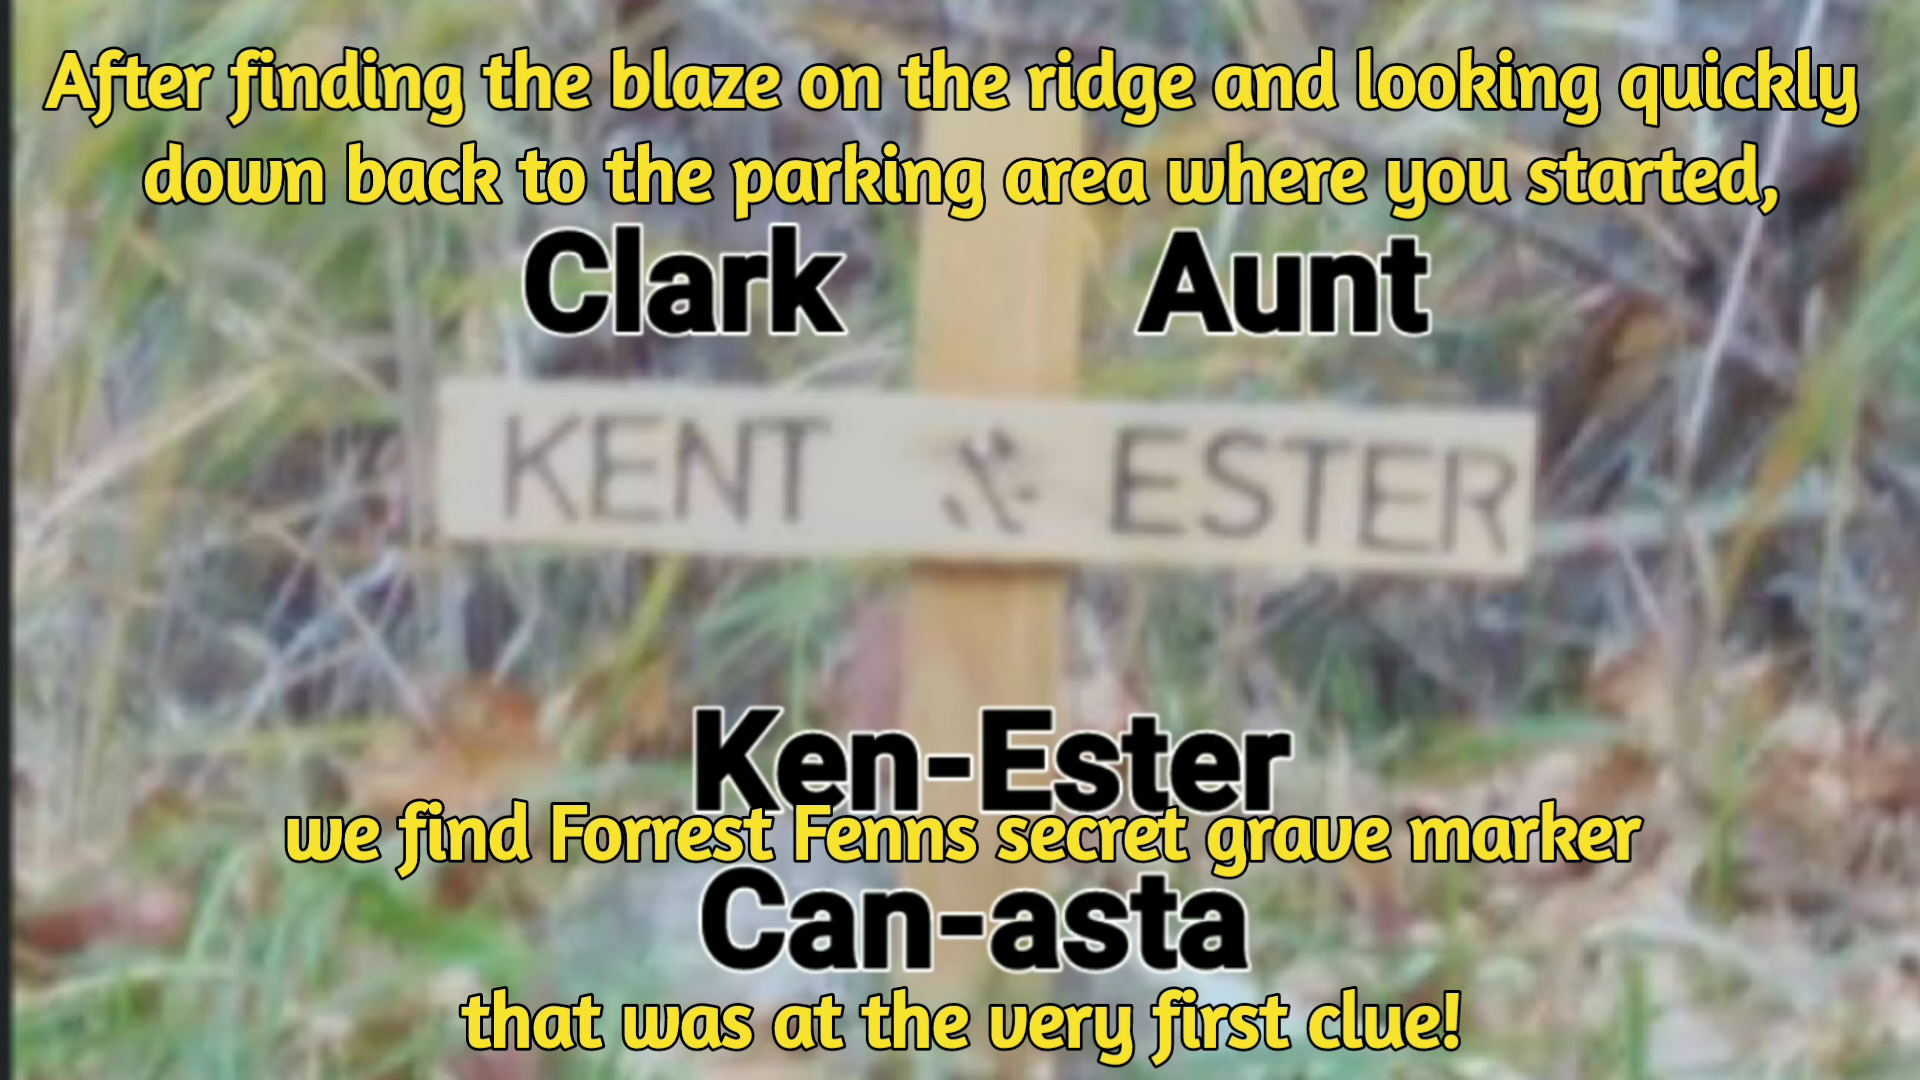 After finding the blaze on the ridge and looking quickly
down back to the parking area where you started,
Clark Aunt
KENT ESTER
Ken-Ester
we find Forrest Fenns secret grave marker
Can-asta
that was at the very first clue!